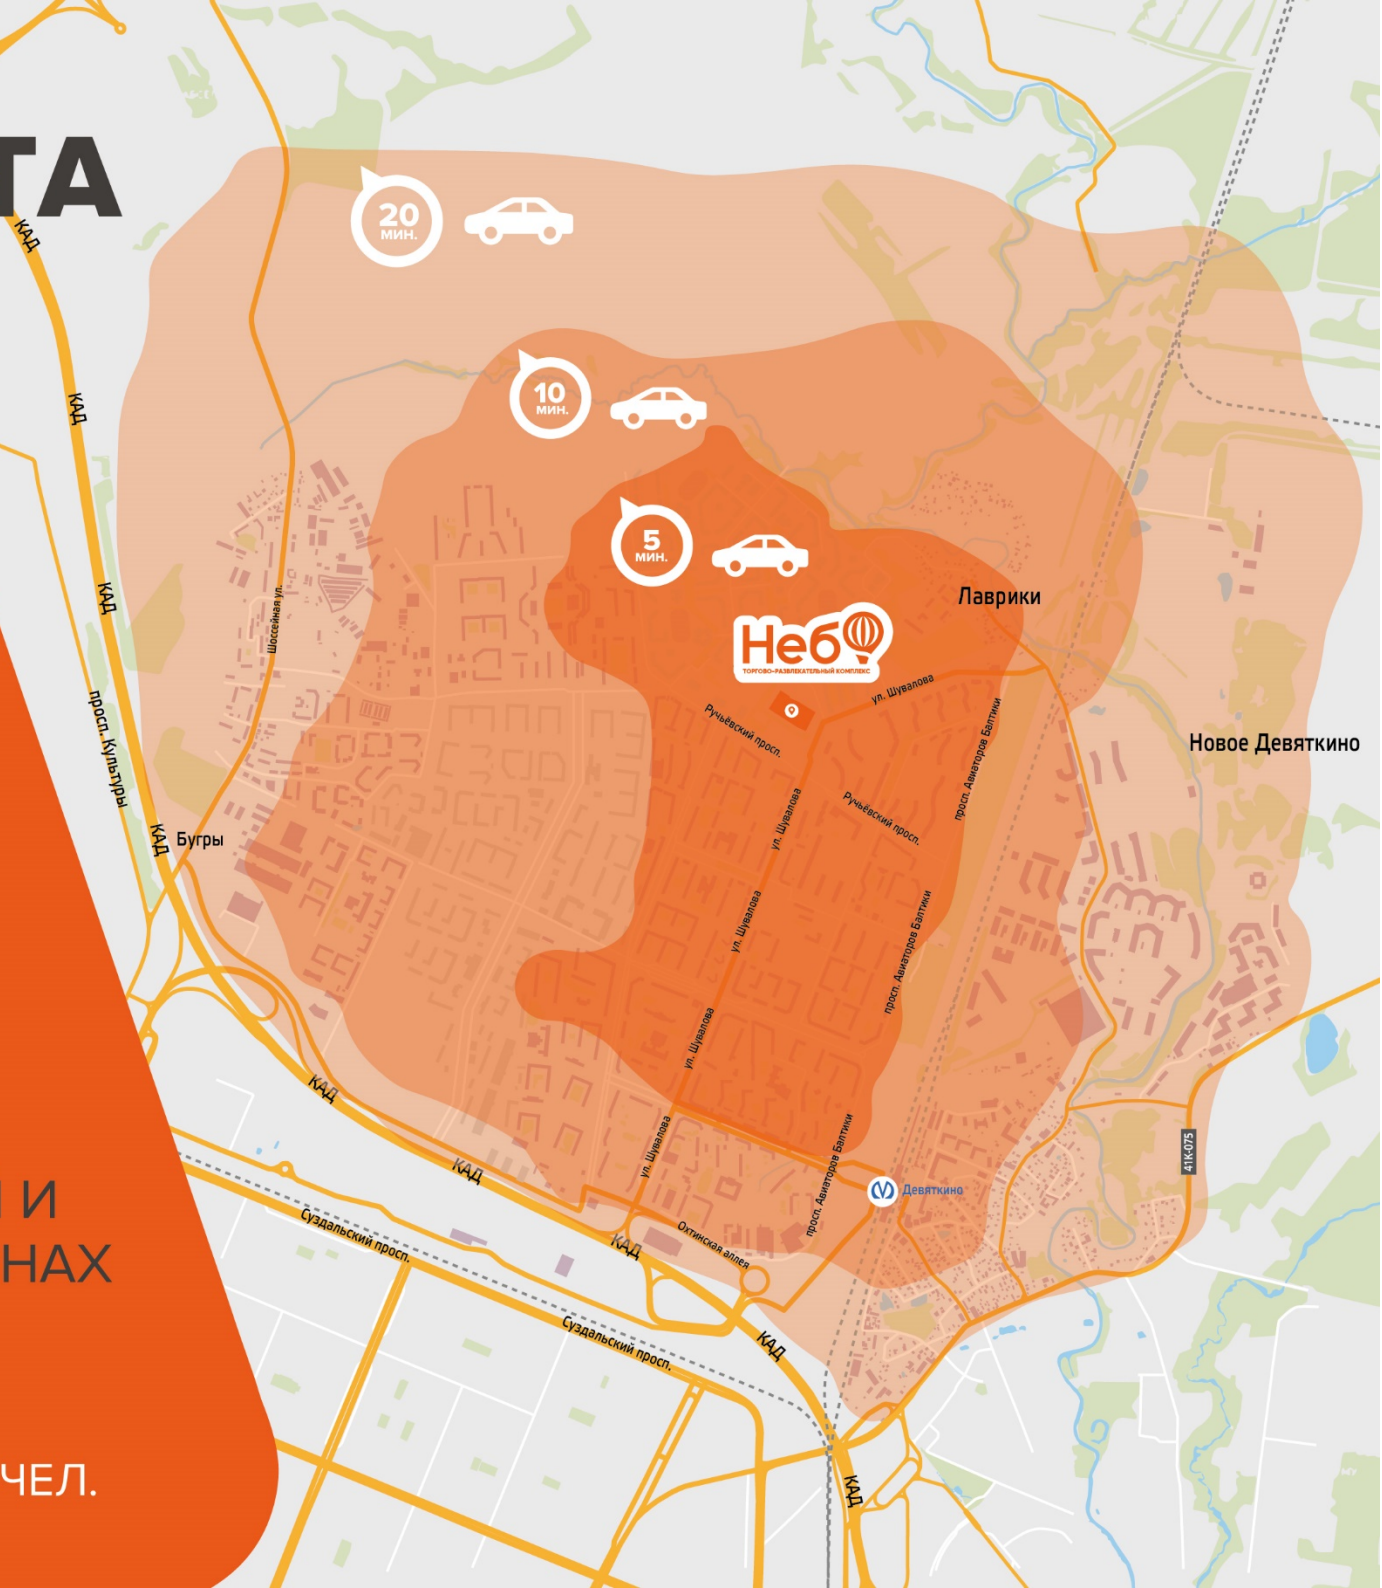 ТА
КАД
20
МИН.
10
МИН.
КАД
5
МИН.
КАД
Шоссейная ул.
Лаврики
Небо
ТОРГОВО-РАЗВЛЕКАТЕЛЬНЫЙ КОМПЛЕКС
ул. Шувалова
Ручьёвский просп.
просп. Авиаторов Балтики
Новое Девяткино
просп. Культуры
ул. Шувалова
Ручьёвский просп.
КАД
Бугры
ул. Шувалова
просп. Авиаторов Балтики
ул. Шувалова
КАД
41К-075
ул. Шувалова
просп. Авиаторов Балтики
КАД
Девяткино
И
НАХ
Суздальский просп.
КАД
Охтинская аллея
Суздальский просп.
КАД
ЧЕЛ.
КАД